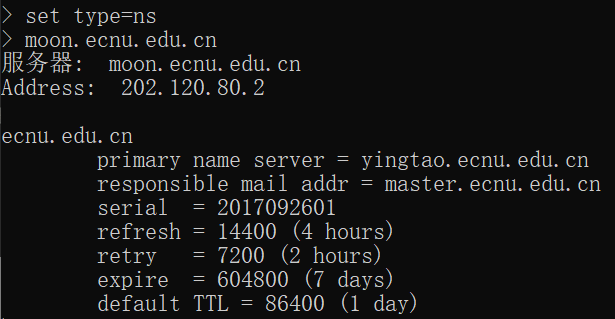 > set type=ns
> moon.ecnu.edu.cn
服务器:  moon.ecnu.edu.cn
Address:  202.120.80.2

ecnu.edu.cn
        primary name server = yingtao.ecnu.edu.cn
        responsible mail addr = master.ecnu.edu.cn
        serial  = 2017092601
        refresh = 14400 (4 hours)
        retry   = 7200 (2 hours)
        expire  = 604800 (7 days)
        default TTL = 86400 (1 day)